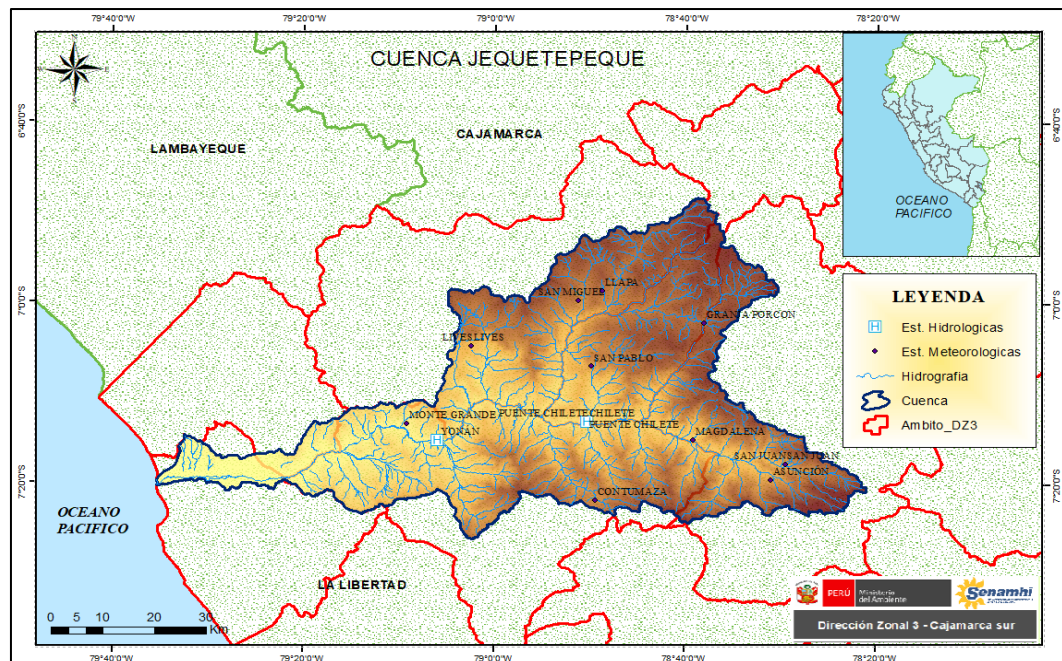 79°40'0"W 79°20'0"W 79°0'0"W 78°40'0"W 78°20'0"W
CUENCA JEQUETEPEQUE
N
6°40'0"S 6°40'0"S
CAJAMARCA
LAMBAYEQUE
OCEANO
PACIFICO
LLAPA
SAN MIGUEL
7°0'0"S 7°0'0"S
GRANJA PORCON
LIVES LIVES
SAN PABLO
LEYENDA
H Est. Hidrologicas
Est. Meteorologicas
Hidrografia
Cuenca
Ambito_DZ3
MONTE GRANDE PUENTE CHILETE CHILETE
H PUENTE CHILETE
YONÁN
H
MAGDALENA
SAN JUAN SAN JUAN
ASUNCIÓN
7°20'0"S 7°20'0"S
CONTUMAZA
OCEANO
PACIFICO
LA LIBERTAD
PERÚ Ministerio
del Ambiente
Senamhi
0 5 10 20 30
Km
Dirección Zonal 3 - Cajamarca sur
79°40'0"W 79°20'0"W 79°0'0"W 78°40'0"W 78°20'0"W